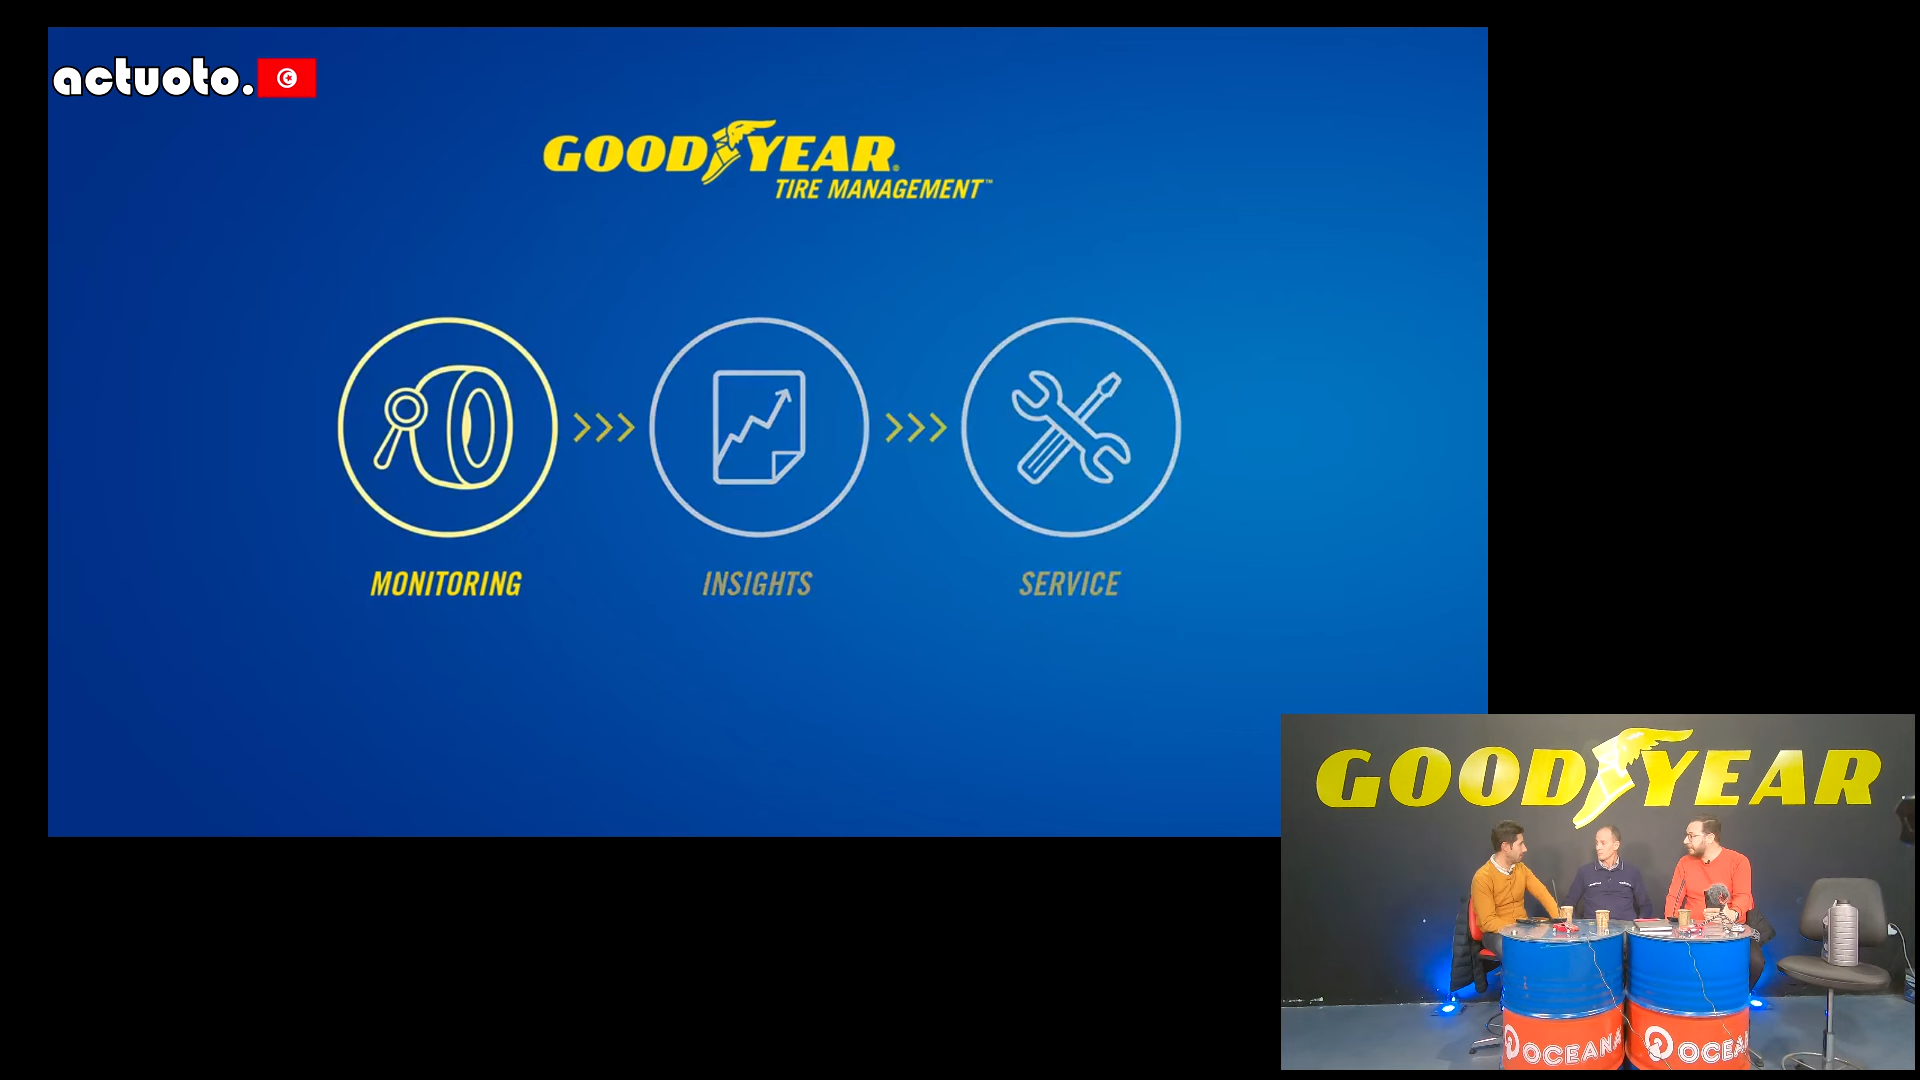 actuoto.
GOODYEAR®
TIRE MANAGEMENT™
MONITORING
INSIGHTS
SERVICE
GOODYEAR
OCEANA
OCEA